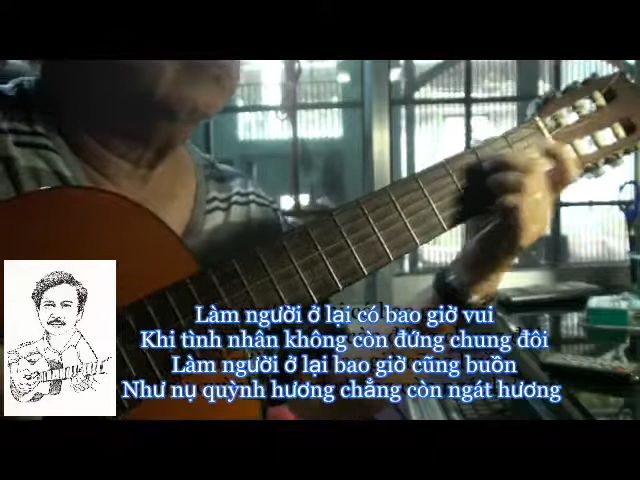 Làm người ở lại có bao giờ vui
Khi tình nhân không còn đứng chung đôi
Làm người ở lại bao giờ cũng buồn
Như nụ quỳnh hương chẳng còn ngát hương